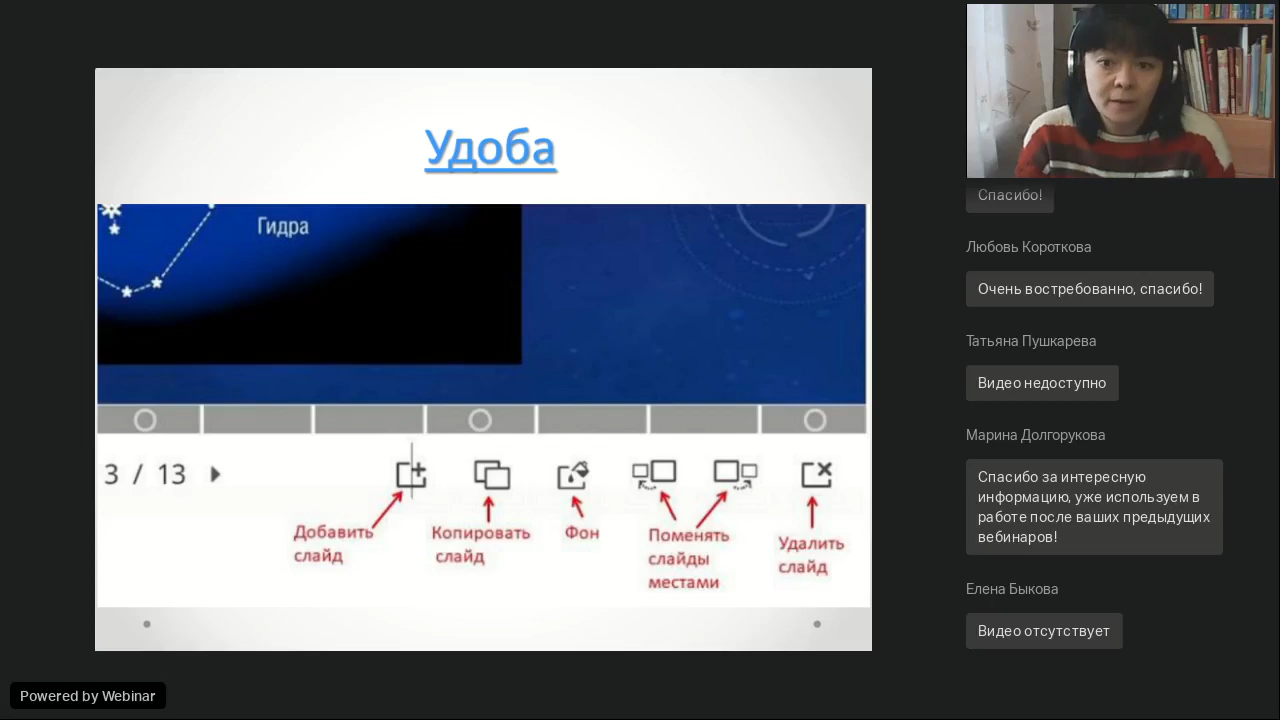 Удоба
Гидра
3 / 13
Добавить
слайд
Копировать
слайд
Фон
Поменять
слайды
местами
Удалить
слайд
Спасибо!
Любовь Короткова
Очень востребованно, спасибо!
Татьяна Пушкарева
Видео недоступно
Марина Долгорукова
Спасибо за интересную
информацию, уже используем в
работе после ваших предыдущих
вебинаров!
Елена Быкова
Видео отсутствует
Powered by Webinar